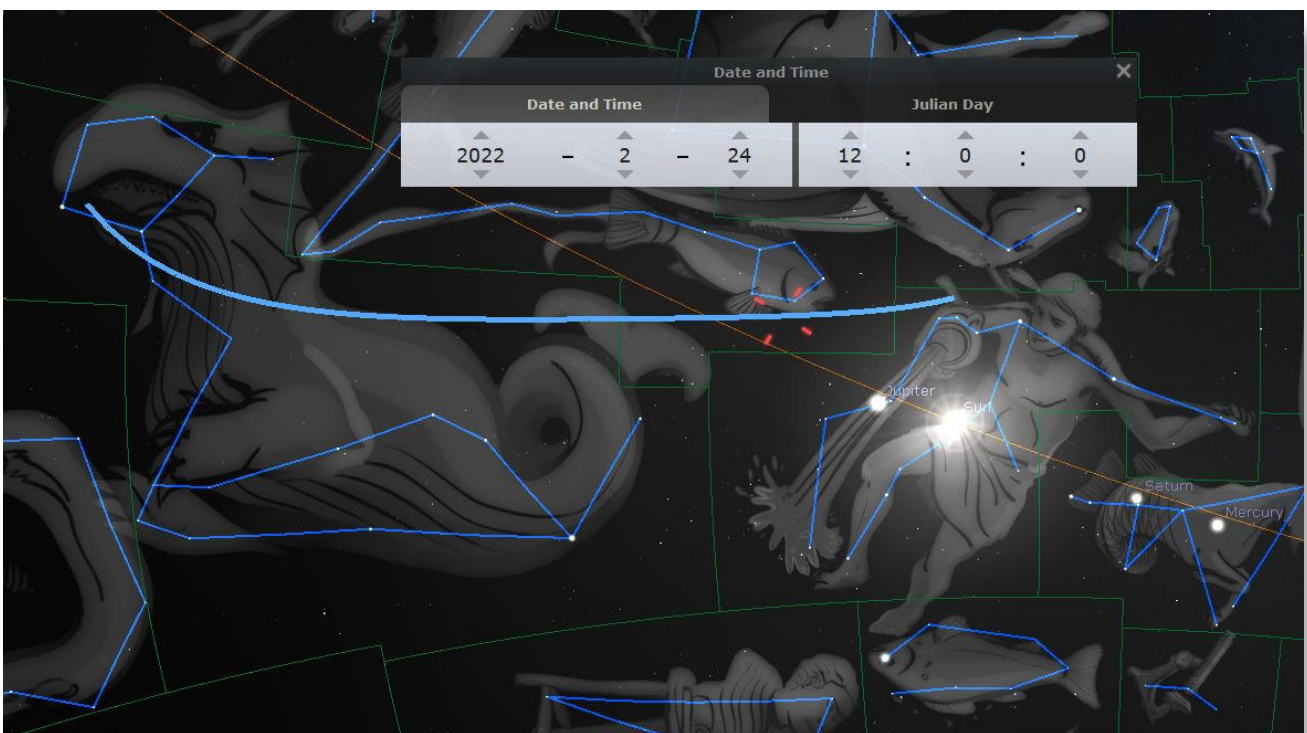 Date and Time ×
Date and Time Julian Day
2022 – 2 – 24 12 : 0 : 0
Jupiter
Sun
Saturn
Mercury